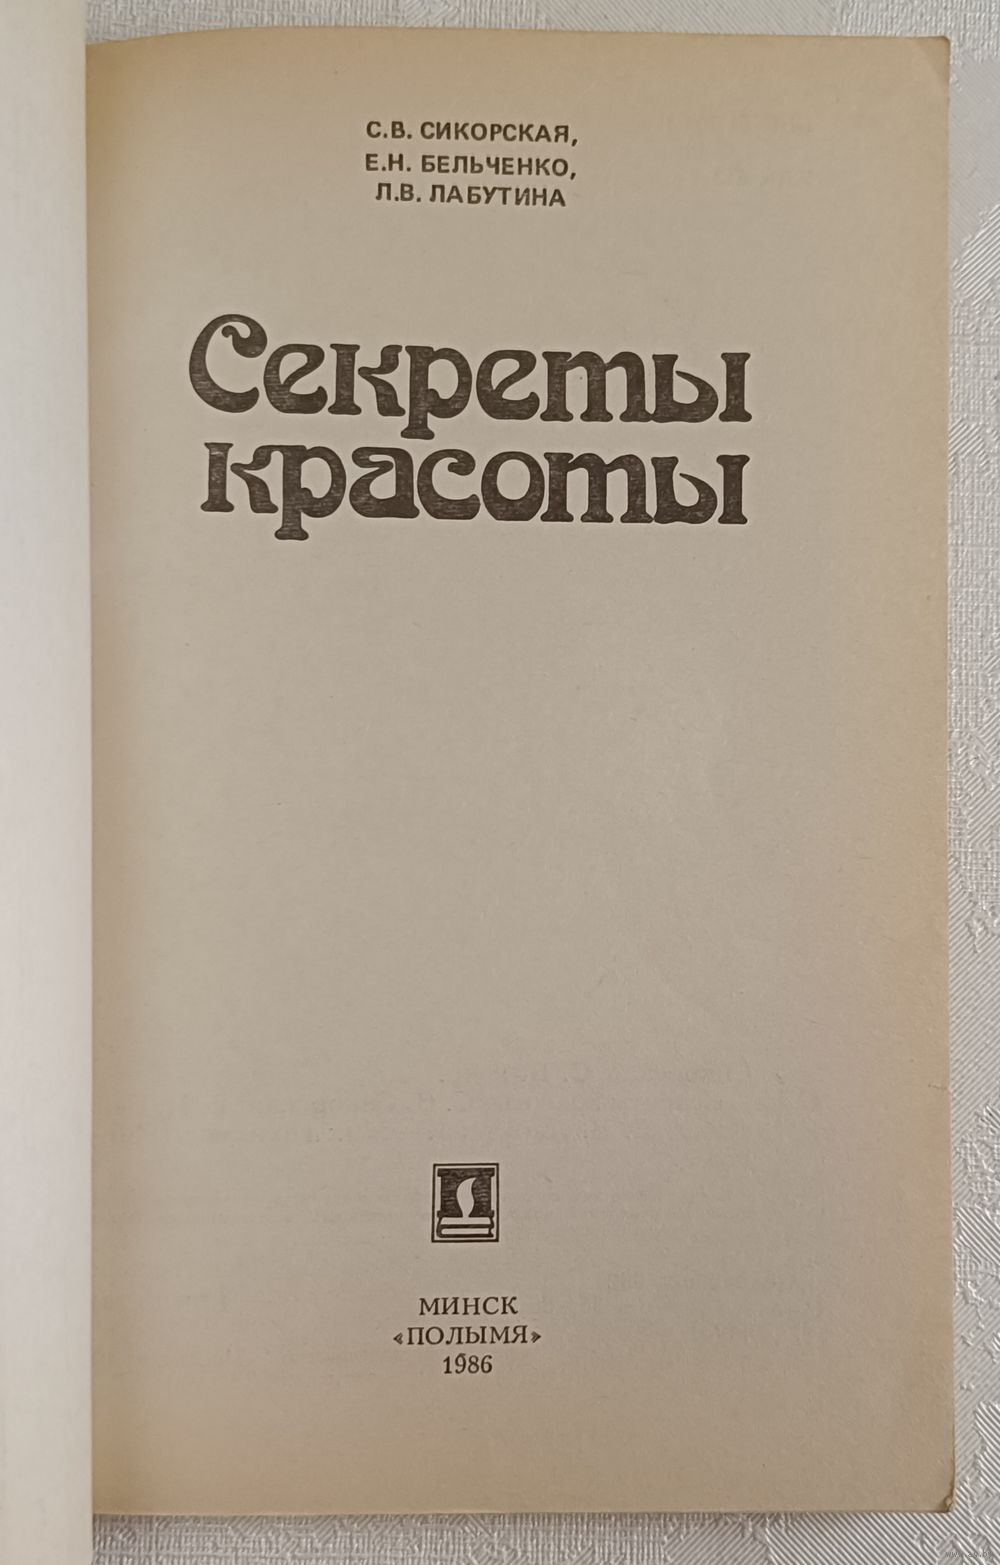 С.В. СИКОРСКАЯ,
Е.Н. БЕЛЬЧЕНКО,
Л.В. ЛАБУТИНА
Секреты
красоты
МИНСК
«ПОЛЫМЯ»
1986